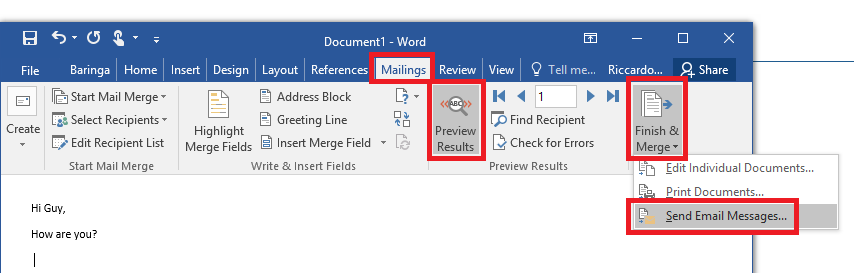 Document1 - Word
File Baringa Home Insert Design Layout References Mailings Review View Tell me... Riccardo... Share
Create
Start Mail Merge
Select Recipients
Edit Recipient List
Start Mail Merge
Highlight
Merge Fields
Address Block
Greeting Line
Insert Merge Field
Write & Insert Fields
ABC
Preview
Results
1
Find Recipient
Check for Errors
Preview Results
Finish &
Merge
Edit Individual Documents...
Print Documents...
Send Email Messages...
Hi Guy,
How are you?